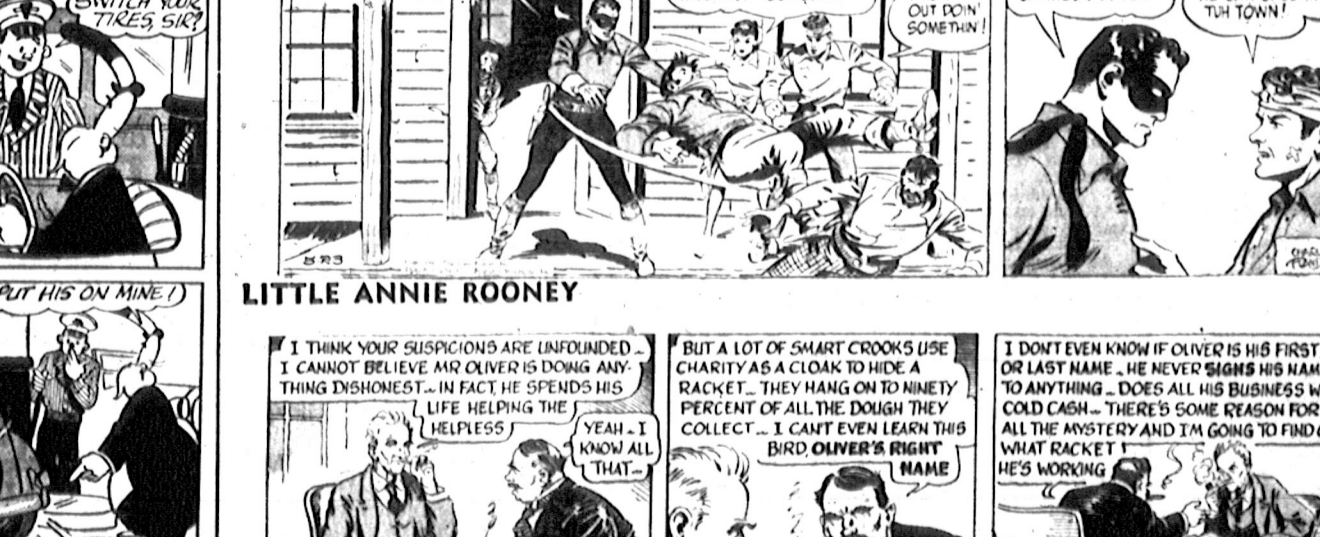 SWITCH YOUR
TIRES, SIR?
OUT DOIN'
SOMETHIN'!
TUH TOWN!
5-23
PUT HIS ON MINE!)
LITTLE ANNIE ROONEY
I THINK YOUR SUSPICIONS ARE UNFOUNDED..
I CANNOT BELIEVE MR OLIVER IS DOING ANY-
THING DISHONEST.. IN FACT, HE SPENDS HIS
LIFE HELPING THE
HELPLESS
YEAH.. I
KNOW ALL
THAT..
BUT A LOT OF SMART CROOKS USE
CHARITY AS A CLOAK TO HIDE A
RACKET.. THEY HANG ON TO NINETY
PERCENT OF ALL THE DOUGH THEY
COLLECT.. I CAN'T EVEN LEARN THIS
BIRD, OLIVER'S RIGHT
NAME
I DON'T EVEN KNOW IF OLIVER IS HIS FIRST
OR LAST NAME.. HE NEVER SIGNS HIS NAM
TO ANYTHING.. DOES ALL HIS BUSINESS W
COLD CASH.. THERE'S SOME REASON FOR
ALL THE MYSTERY AND I'M GOING TO FIND
WHAT RACKET
HE'S WORKING